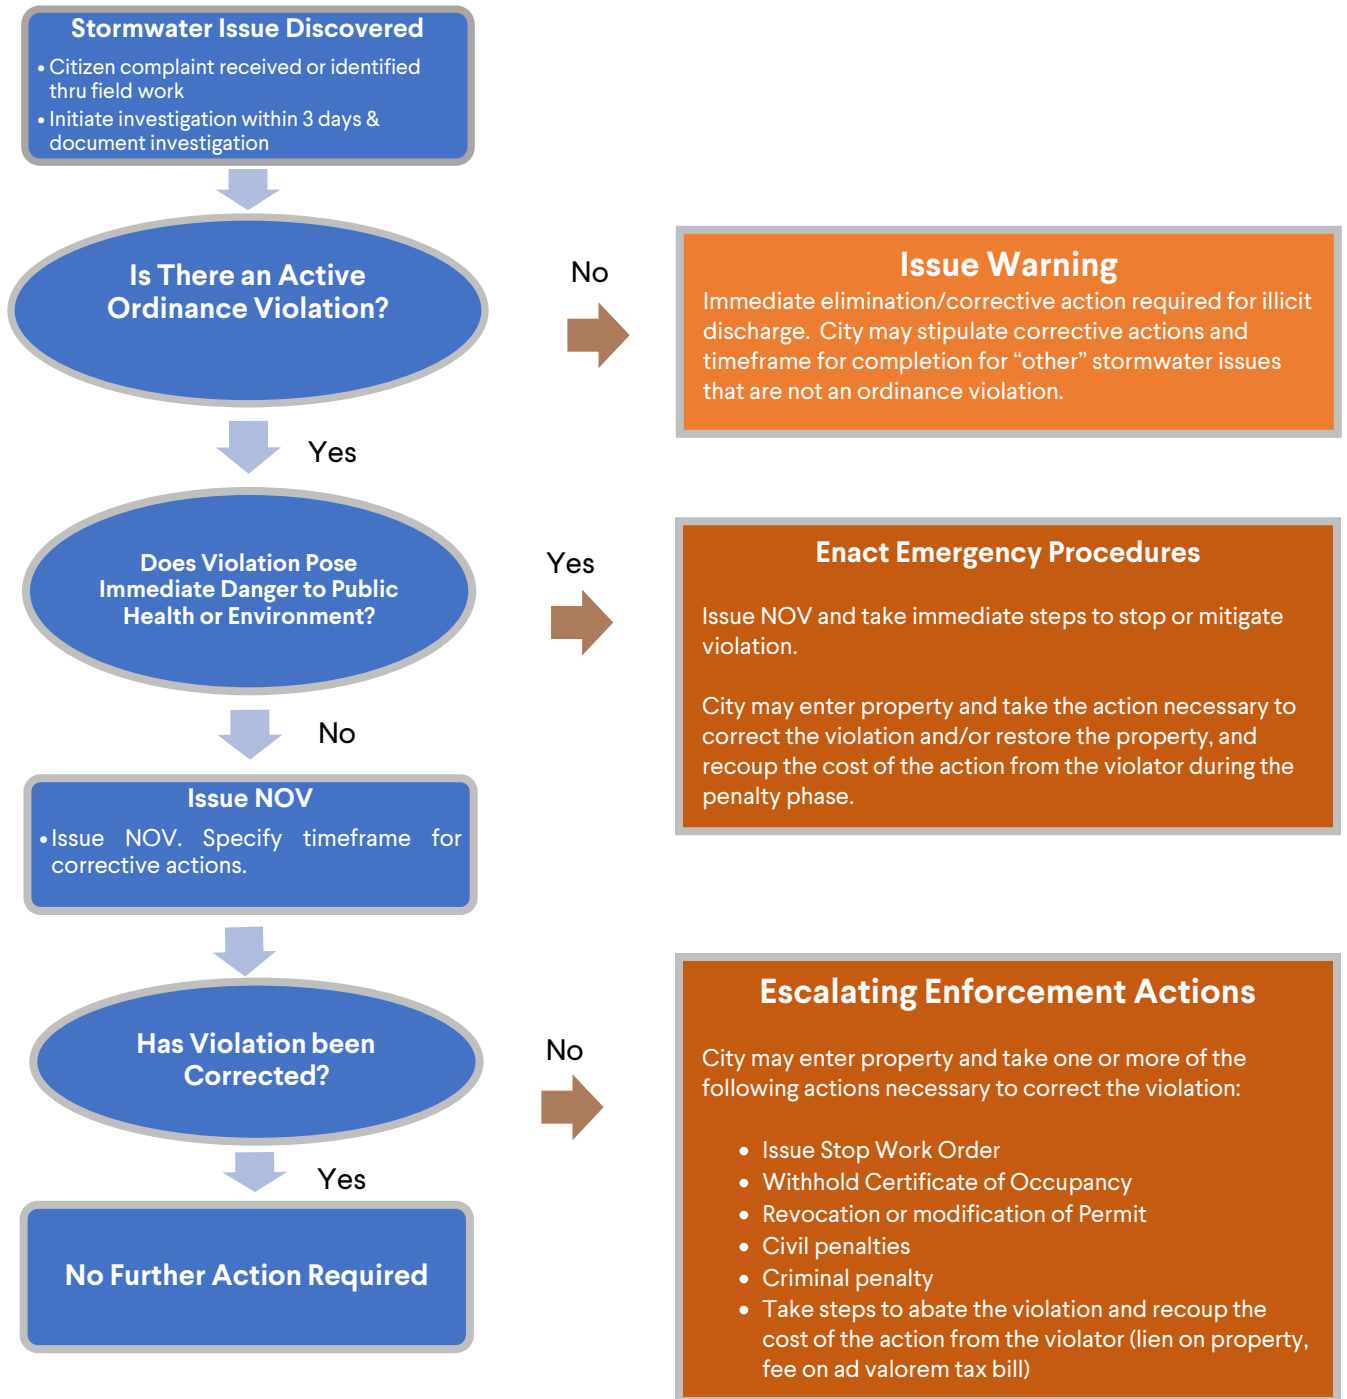 Stormwater Issue Discovered
• Citizen complaint received or identified
thru field work
• Initiate investigation within 3 days &
document investigation
Is There an Active
Ordinance Violation?
No
Issue Warning
Immediate elimination/corrective action required for illicit
discharge. City may stipulate corrective actions and
timeframe for completion for “other” stormwater issues
that are not an ordinance violation.
Yes
Does Violation Pose
Immediate Danger to Public
Health or Environment?
Yes
Enact Emergency Procedures
Issue NOV and take immediate steps to stop or mitigate
violation.
City may enter property and take the action necessary to
correct the violation and/or restore the property, and
recoup the cost of the action from the violator during the
penalty phase.
No
Issue NOV
• Issue NOV. Specify timeframe for
corrective actions.
Has Violation been
Corrected?
No
Escalating Enforcement Actions
City may enter property and take one or more of the
following actions necessary to correct the violation:
• Issue Stop Work Order
• Withhold Certificate of Occupancy
• Revocation or modification of Permit
• Civil penalties
• Criminal penalty
• Take steps to abate the violation and recoup the
cost of the action from the violator (lien on property,
fee on ad valorem tax bill)
Yes
No Further Action Required